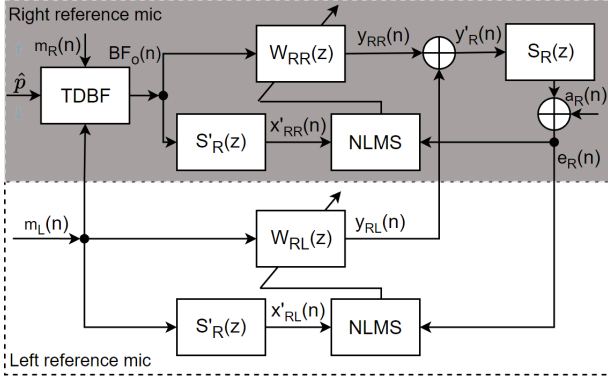 Right reference mic
m_R(n)
BF_o(n)
W_RR(z)
y_RR(n)
y'_R(n)
S_R(z)
p̂
TDBF
a_R(n)
S'_R(z)
x'_RR(n)
NLMS
e_R(n)
m_L(n)
W_RL(z)
y_RL(n)
S'_R(z)
x'_RL(n)
NLMS
Left reference mic